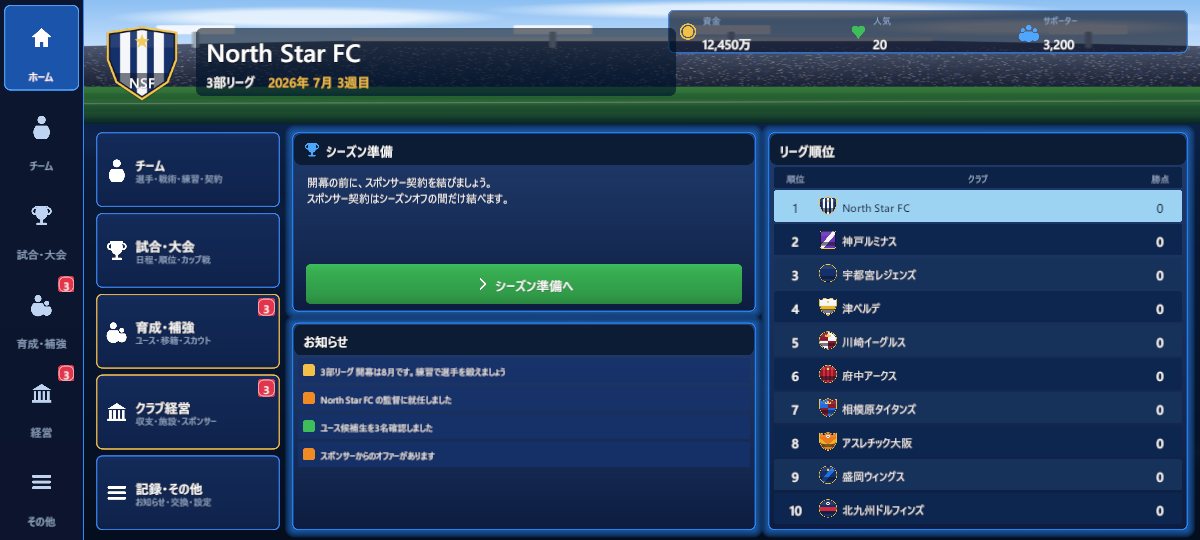 ホーム
チーム
試合・大会
3
育成・補強
3
経営
その他
NSF
North Star FC
3部リーグ 2026年 7月 3週目
資金
12,450万
人気
20
サポーター
3,200
チーム
選手・戦術・練習・契約
試合・大会
日程・順位・カップ戦
3
育成・補強
ユース・移籍・スカウト
3
クラブ経営
収支・施設・スポンサー
記録・その他
お知らせ・交換・設定
シーズン準備
開幕の前に、スポンサー契約を結びましょう。
スポンサー契約はシーズンオフの間だけ結べます。
シーズン準備へ
お知らせ
3部リーグ 開幕は8月です。練習で選手を鍛えましょう
North Star FC の監督に就任しました
ユース候補生を3名確認しました
スポンサーからのオファーがあります
リーグ順位
順位 クラブ 勝点
1 North Star FC 0
2 神戸ルミナス 0
3 宇都宮レジェンズ 0
4 津ベルデ 0
5 川崎イーグルス 0
6 府中アークス 0
7 相模原タイタンズ 0
8 アスレチック大阪 0
9 盛岡ウィングス 0
10 北九州ドルフィンズ 0